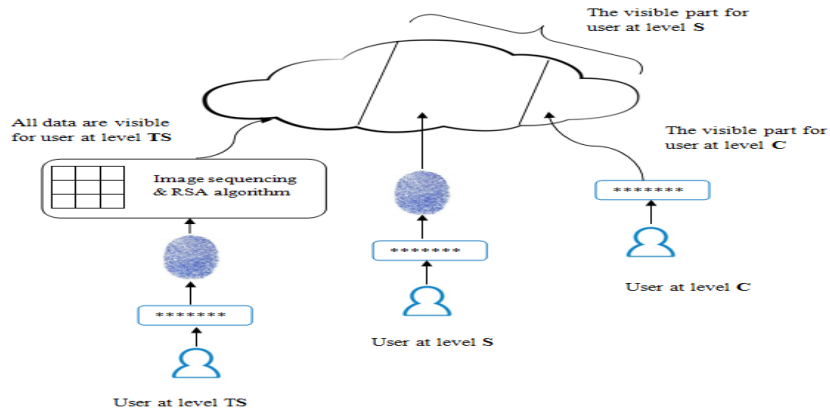 The visible part for
user at level S
All data are visible
for user at level TS
The visible part for
user at level C
Image sequencing
& RSA algorithm
*******
*******
*******
User at level C
User at level S
User at level TS